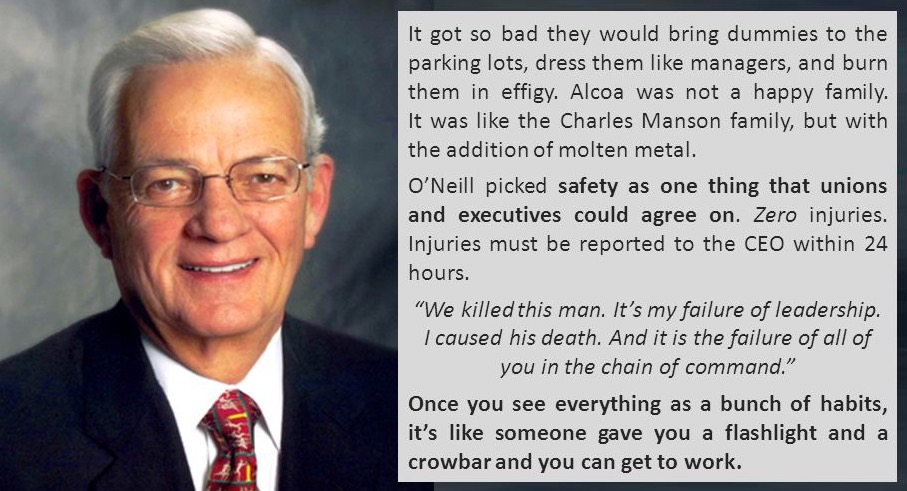 It got so bad they would bring dummies to the
parking lots, dress them like managers, and burn
them in effigy. Alcoa was not a happy family.
It was like the Charles Manson family, but with
the addition of molten metal.
O’Neill picked safety as one thing that unions
and executives could agree on. Zero injuries.
Injuries must be reported to the CEO within 24
hours.
“We killed this man. It’s my failure of leadership.
I caused his death. And it is the failure of all of
you in the chain of command.”
Once you see everything as a bunch of habits,
it’s like someone gave you a flashlight and a
crowbar and you can get to work.